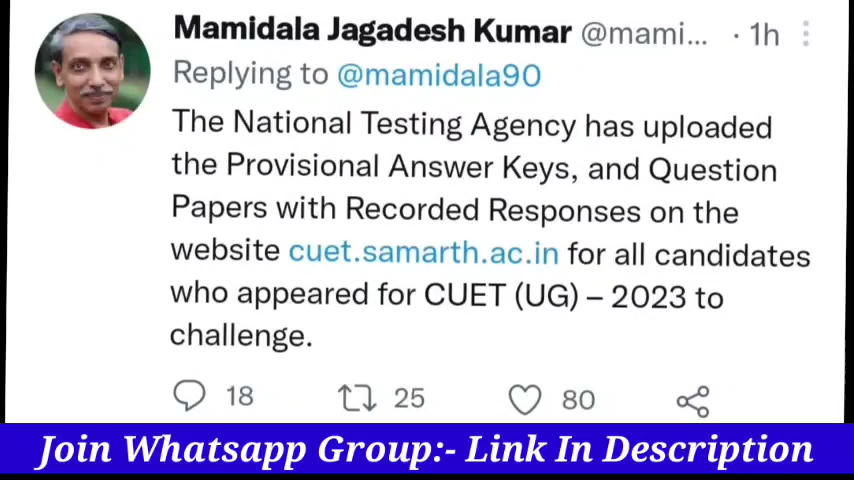 Mamidala Jagadesh Kumar @mami... · 1h
Replying to @mamidala90
The National Testing Agency has uploaded
the Provisional Answer Keys, and Question
Papers with Recorded Responses on the
website cuet.samarth.ac.in for all candidates
who appeared for CUET (UG) – 2023 to
challenge.
18 25 80
Join Whatsapp Group:- Link In Description